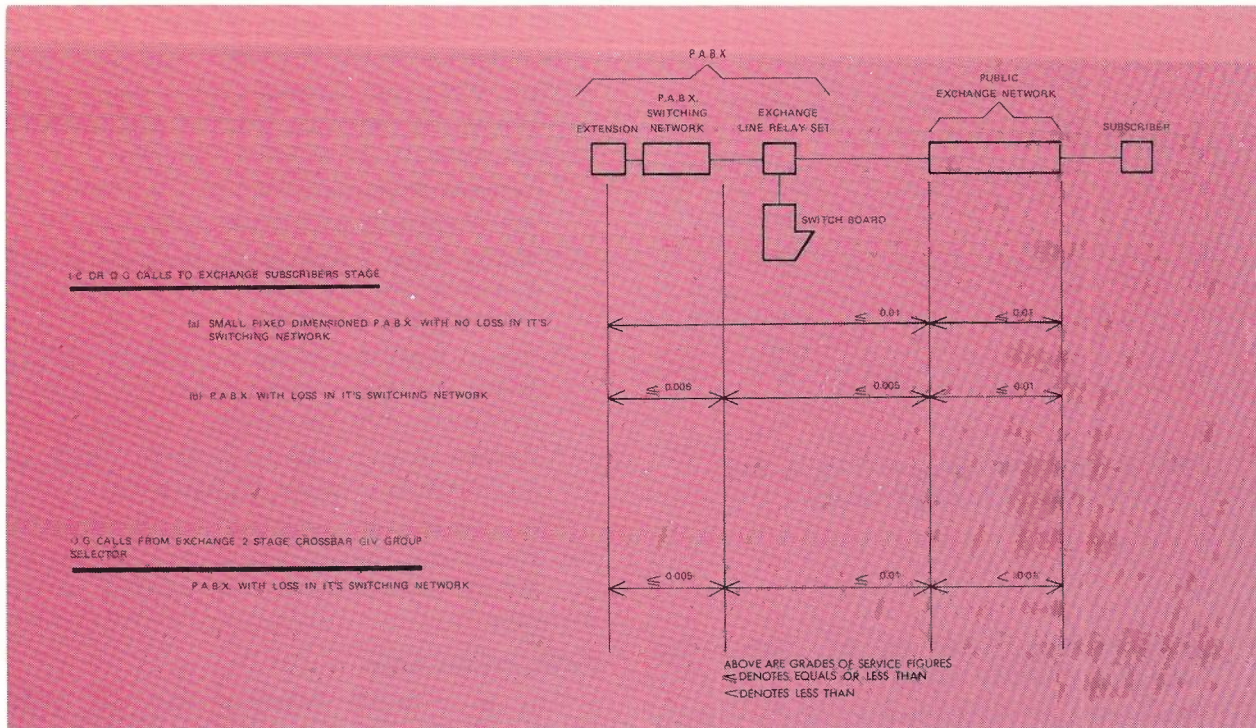 P.A.B.X
PUBLIC
EXCHANGE NETWORK
P.A.B.X.
SWITCHING
NETWORK
EXCHANGE
LINE RELAY SET
EXTENSION
SUBSCRIBER
SWITCH BOARD
I.C OR O.G CALLS TO EXCHANGE SUBSCRIBERS STAGE
(a) SMALL FIXED DIMENSIONED P.A.B.X. WITH NO LOSS IN IT'S
SWITCHING NETWORK
≤ 0.01
≤ 0.01
(b) P.A.B.X. WITH LOSS IN IT'S SWITCHING NETWORK
≤ 0.005
≤ 0.005
≤ 0.01
O.G CALLS FROM EXCHANGE 2 STAGE CROSSBAR GIV GROUP
SELECTOR
P.A.B.X. WITH LOSS IN IT'S SWITCHING NETWORK
≤ 0.005
≤ 0.01
< 0.01
ABOVE ARE GRADES OF SERVICE FIGURES
≤ DENOTES EQUALS OR LESS THAN
< DENOTES LESS THAN